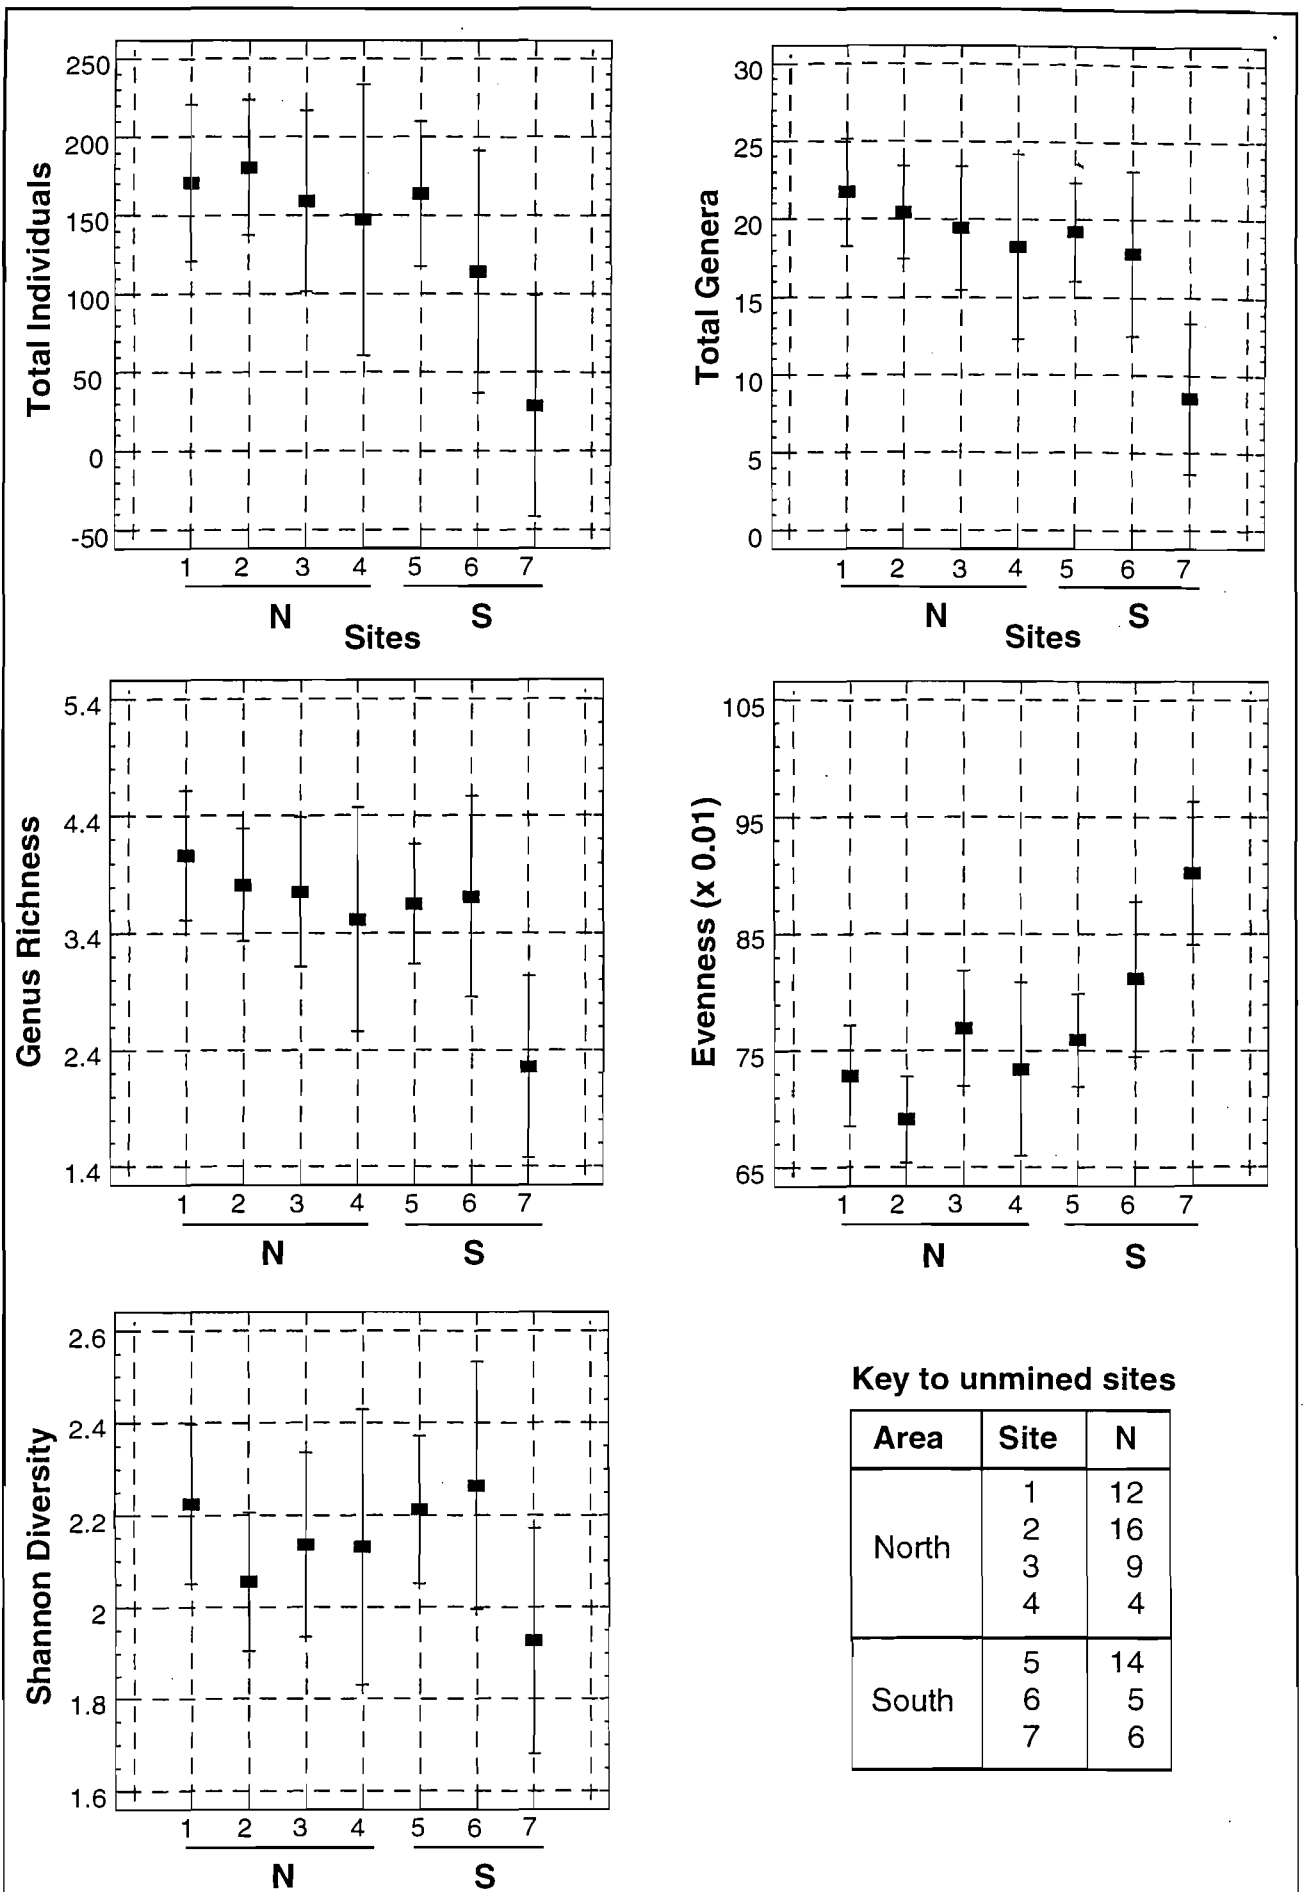 Total Individuals
250
200
150
100
50
0
-50
1 2 3 4 5 6 7
N S
Sites
Total Genera
30
25
20
15
10
5
0
1 2 3 4 5 6 7
N S
Sites
Genus Richness
5.4
4.4
3.4
2.4
1.4
1 2 3 4 5 6 7
N S
Evenness (x 0.01)
105
95
85
75
65
1 2 3 4 5 6 7
N S
Shannon Diversity
2.6
2.4
2.2
2
1.8
1.6
1 2 3 4 5 6 7
N S
Key to unmined sites
Area Site N
North
1 12
2 16
3 9
4 4
South
5 14
6 5
7 6